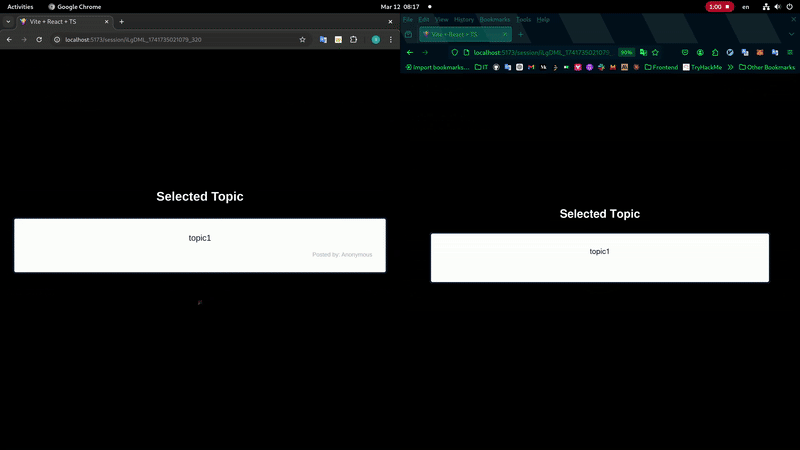 Activities
Google Chrome
Mar 12 08:17
1:00
en
Vite + React + TS
localhost:5173/session/iLgDML_1741735021079_320
Selected Topic
topic1
Posted by: Anonymous
File Edit View History Bookmarks Tools Help
Vite + React + TS
localhost:5173/session/iLgDML_1741735021079_
90%
Import bookmarks...
IT
Frontend
TryHackMe
Other Bookmarks
Selected Topic
topic1